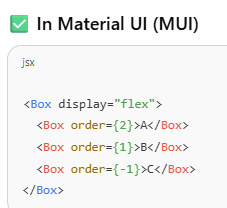 ✅ In Material UI (MUI)
jsx
<Box display="flex">
  <Box order={2}>A</Box>
  <Box order={1}>B</Box>
  <Box order={-1}>C</Box>
</Box>